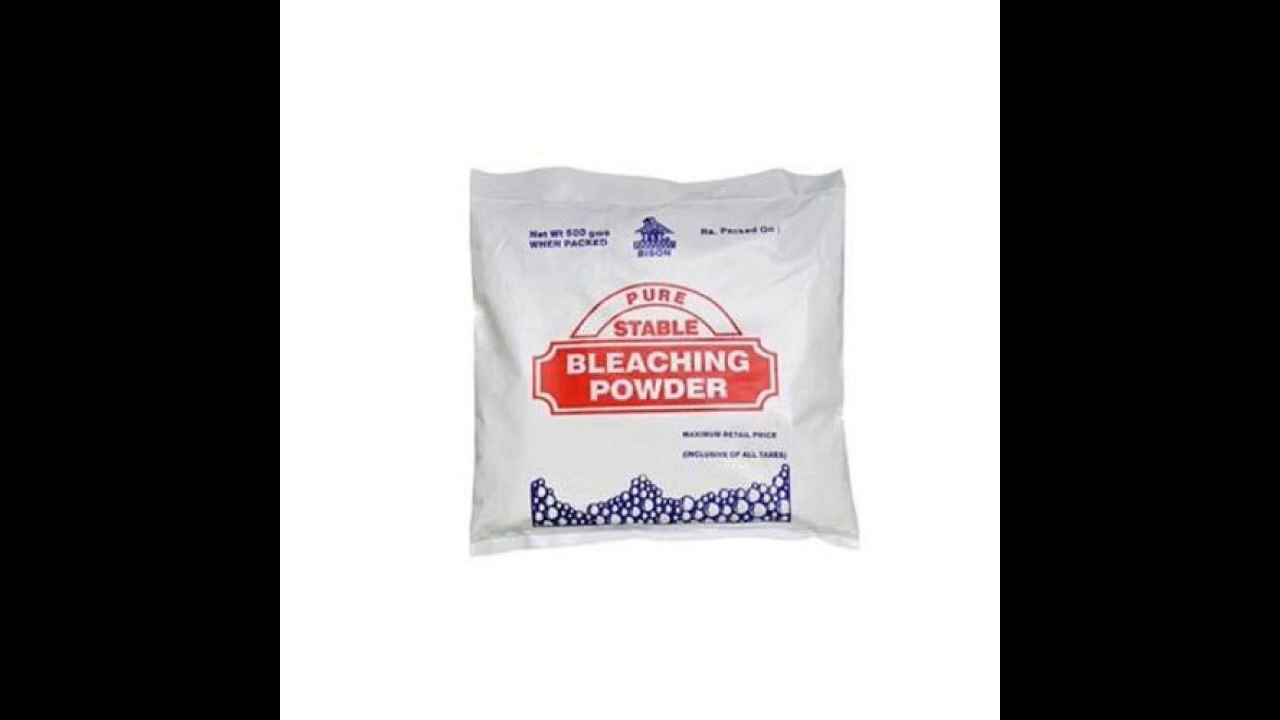 Net Wt 500 gms
WHEN PACKED
BISON
Rs. Packed On
PURE
STABLE
BLEACHING
POWDER
MAXIMUM RETAIL PRICE
(INCLUSIVE OF ALL TAXES)